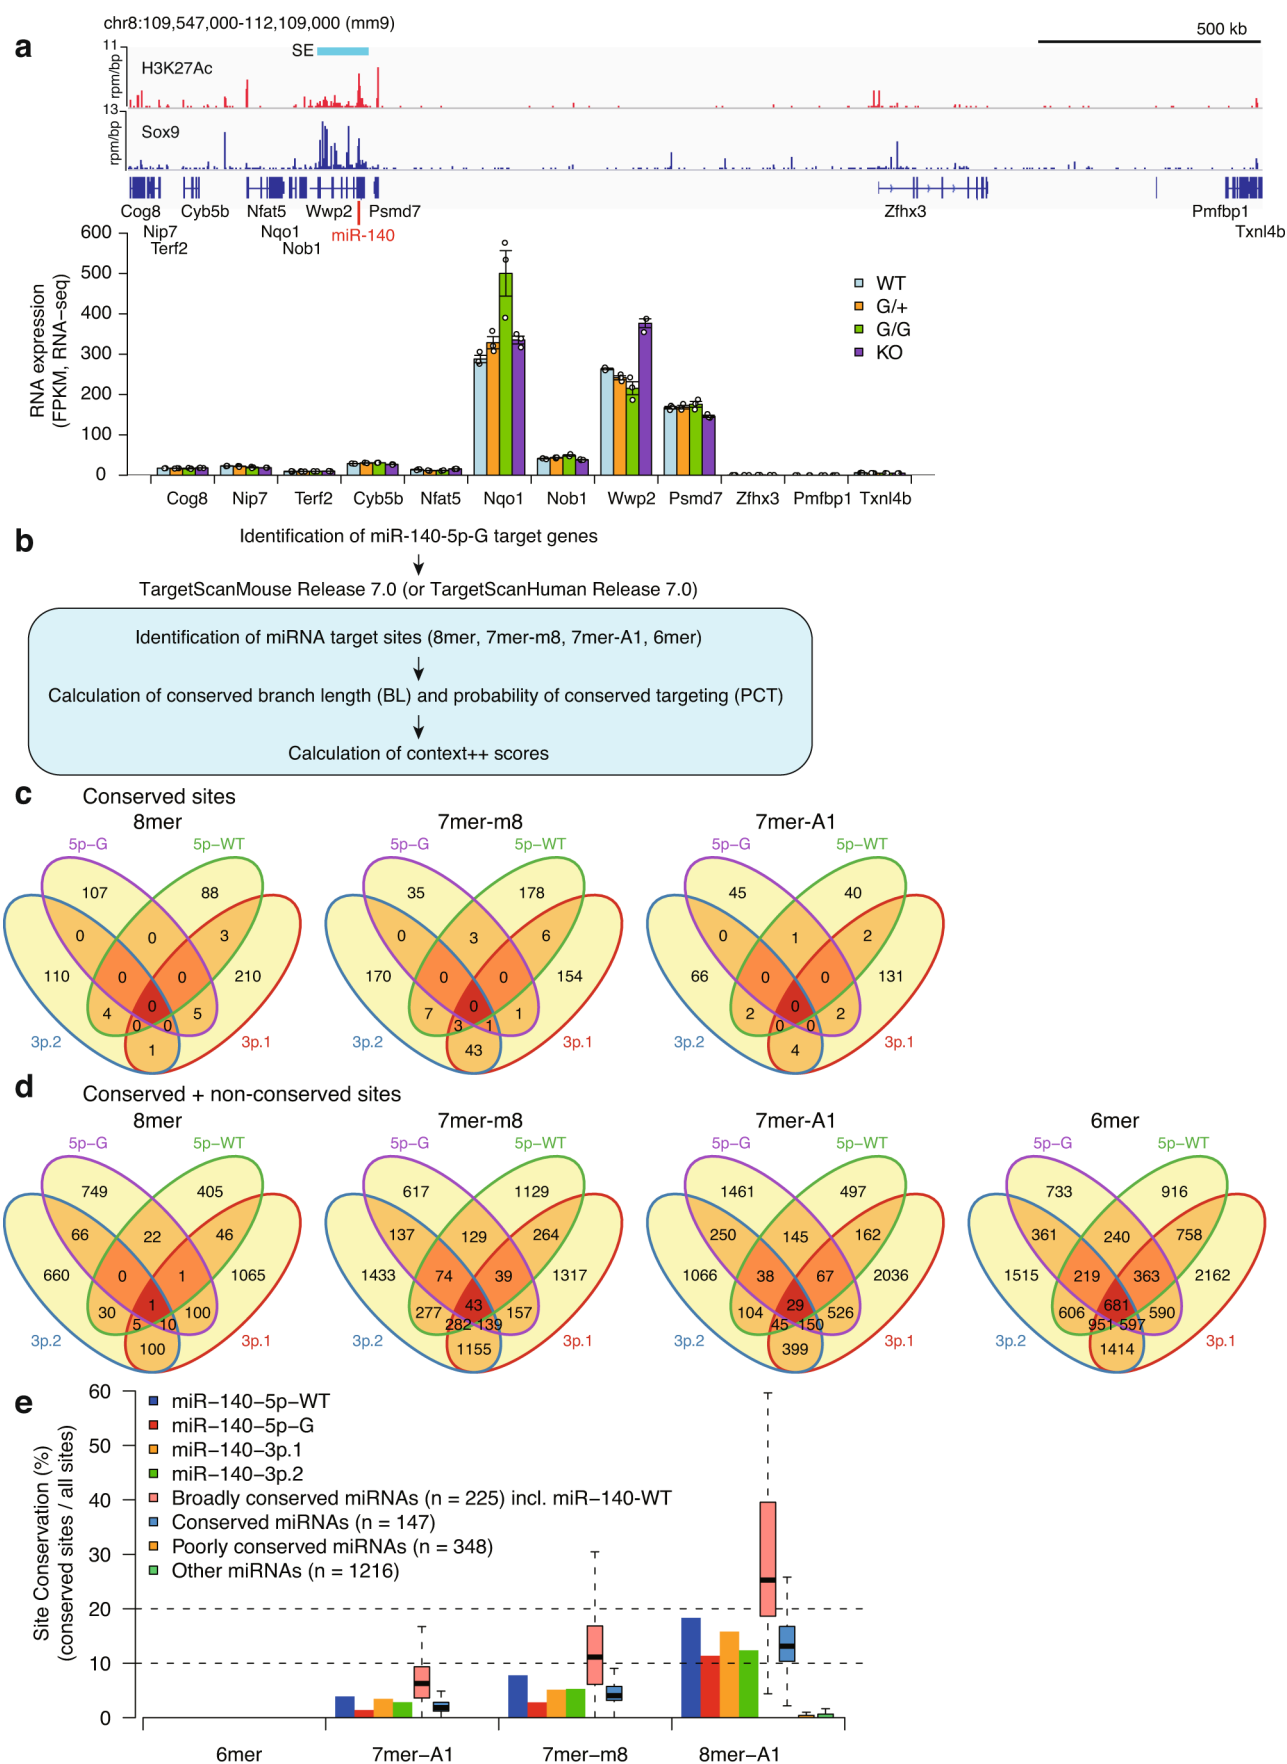 chr8:109,547,000-112,109,000 (mm9)
500 kb
a
11
rpm/bp
SE
H3K27Ac
13
rpm/bp
Sox9
Cog8 Cyb5b Nfat5 Wwp2 Psmd7 Zfhx3 Pmfbp1
Nip7 Nqo1 miR-140 Txnl4b
Terf2 Nob1
RNA expression
(FPKM, RNA−seq)
600
500
400
300
200
100
0
WT
G/+
G/G
KO
Cog8 Nip7 Terf2 Cyb5b Nfat5 Nqo1 Nob1 Wwp2 Psmd7 Zfhx3 Pmfbp1 Txnl4b
b
Identification of miR-140-5p-G target genes
TargetScanMouse Release 7.0 (or TargetScanHuman Release 7.0)
Identification of miRNA target sites (8mer, 7mer-m8, 7mer-A1, 6mer)
Calculation of conserved branch length (BL) and probability of conserved targeting (PCT)
Calculation of context++ scores
c
Conserved sites
8mer
5p−G 5p−WT
107 88
0 0 3
110 0 0 210
4 0 5
0 0
3p.2 1 3p.1
7mer-m8
5p−G 5p−WT
35 178
0 3 6
170 0 0 154
7 0 1
3 1
3p.2 43 3p.1
7mer-A1
5p−G 5p−WT
45 40
0 1 2
66 0 0 131
2 0 2
0 0
3p.2 4 3p.1
d
Conserved + non-conserved sites
8mer
5p−G 5p−WT
749 405
66 22 46
660 0 1 1065
30 1 100
5 10
3p.2 100 3p.1
7mer-m8
5p−G 5p−WT
617 1129
137 129 264
1433 74 39 1317
277 43 157
282 139
3p.2 1155 3p.1
7mer-A1
5p−G 5p−WT
1461 497
250 145 162
1066 38 67 2036
104 29 526
45 150
3p.2 399 3p.1
6mer
5p−G 5p−WT
733 916
361 240 758
1515 219 363 2162
606 681 590
951 597
3p.2 1414 3p.1
e
Site Conservation (%)
(conserved sites / all sites)
60
50
40
30
20
10
0
miR−140−5p−WT
miR−140−5p−G
miR−140−3p.1
miR−140−3p.2
Broadly conserved miRNAs (n = 225) incl. miR−140-WT
Conserved miRNAs (n = 147)
Poorly conserved miRNAs (n = 348)
Other miRNAs (n = 1216)
6mer 7mer−A1 7mer−m8 8mer−A1